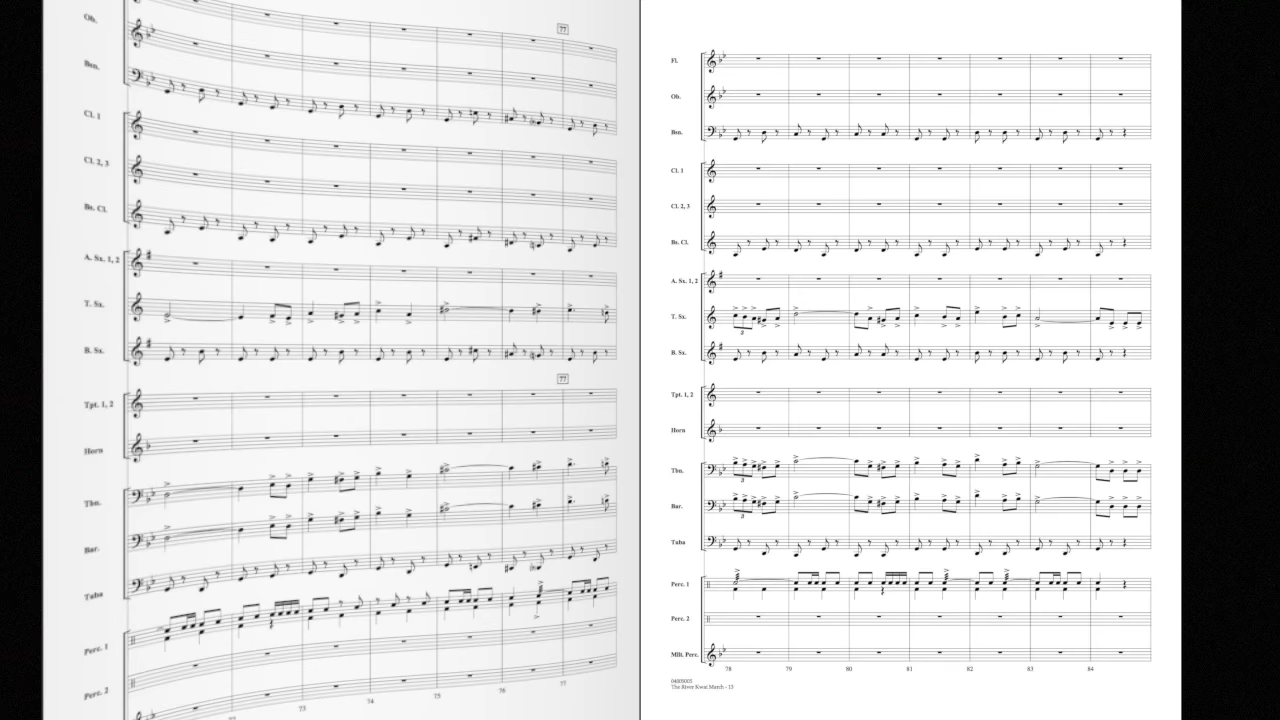 77
Ob.
Bsn.
Cl. 1
Cl. 2, 3
Bs. Cl.
A. Sx. 1, 2
T. Sx.
B. Sx.
77
Tpt. 1, 2
Horn
Tbn.
Bar.
Tuba
Perc. 1
Perc. 2
73 74 75 76 77
Fl.
Ob.
Bsn.
Cl. 1
Cl. 2, 3
Bs. Cl.
A. Sx. 1, 2
T. Sx.
3
B. Sx.
Tpt. 1, 2
Horn
Tbn.
3
Bar.
3
Tuba
Perc. 1
Perc. 2
Mlt. Perc.
78 79 80 81 82 83 84
The River Kwai March - 13